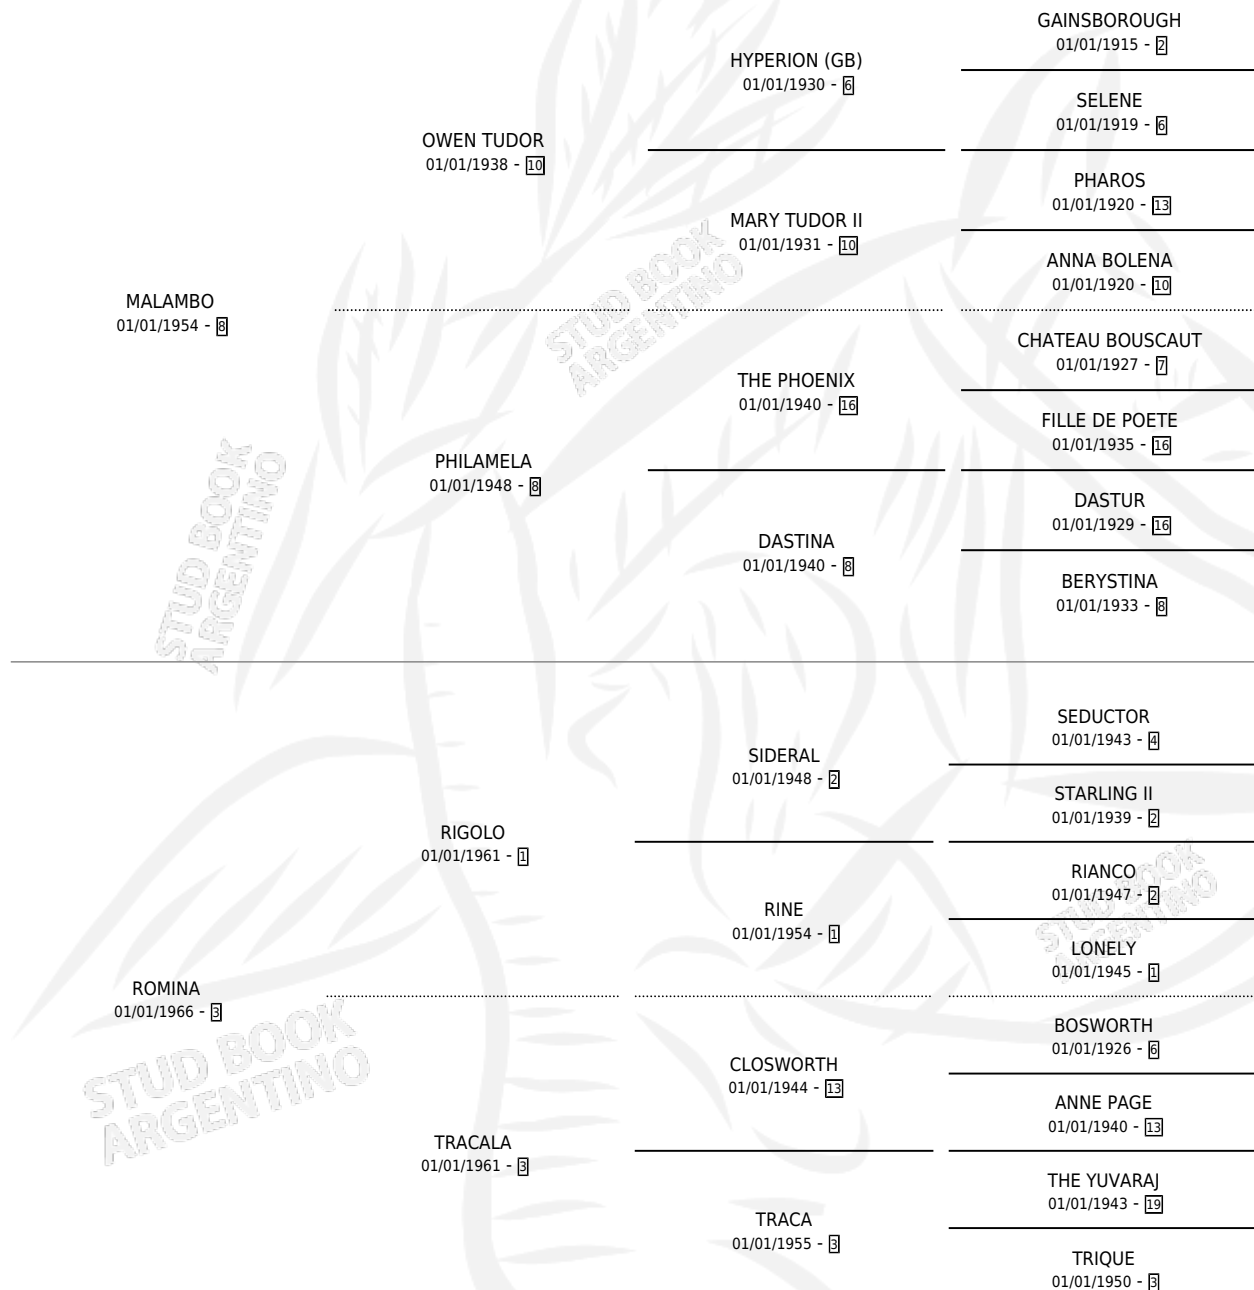 GAINSBOROUGH
01/01/1915 - 2
HYPERION (GB)
01/01/1930 - 6
SELENE
01/01/1919 - 6
OWEN TUDOR
01/01/1938 - 10
PHAROS
01/01/1920 - 13
MARY TUDOR II
01/01/1931 - 10
ANNA BOLENA
01/01/1920 - 10
MALAMBO
01/01/1954 - 8
CHATEAU BOUSCAUT
01/01/1927 - 7
THE PHOENIX
01/01/1940 - 16
FILLE DE POETE
01/01/1935 - 16
PHILAMELA
01/01/1948 - 8
DASTUR
01/01/1929 - 16
DASTINA
01/01/1940 - 8
BERYSTINA
01/01/1933 - 8
SEDUCTOR
01/01/1943 - 4
SIDERAL
01/01/1948 - 2
STARLING II
01/01/1939 - 2
RIGOLO
01/01/1961 - 1
RIANCO
01/01/1947 - 2
RINE
01/01/1954 - 1
LONELY
01/01/1945 - 1
ROMINA
01/01/1966 - 3
BOSWORTH
01/01/1926 - 6
CLOSWORTH
01/01/1944 - 13
ANNE PAGE
01/01/1940 - 13
TRACALA
01/01/1961 - 3
THE YUVARAJ
01/01/1943 - 19
TRACA
01/01/1955 - 3
TRIQUE
01/01/1950 - 3
STUD BOOK
ARGENTINO
STUD BOOK
ARGENTINO
STUD BOOK
ARGENTINO
STUD BOOK
ARGENTINO